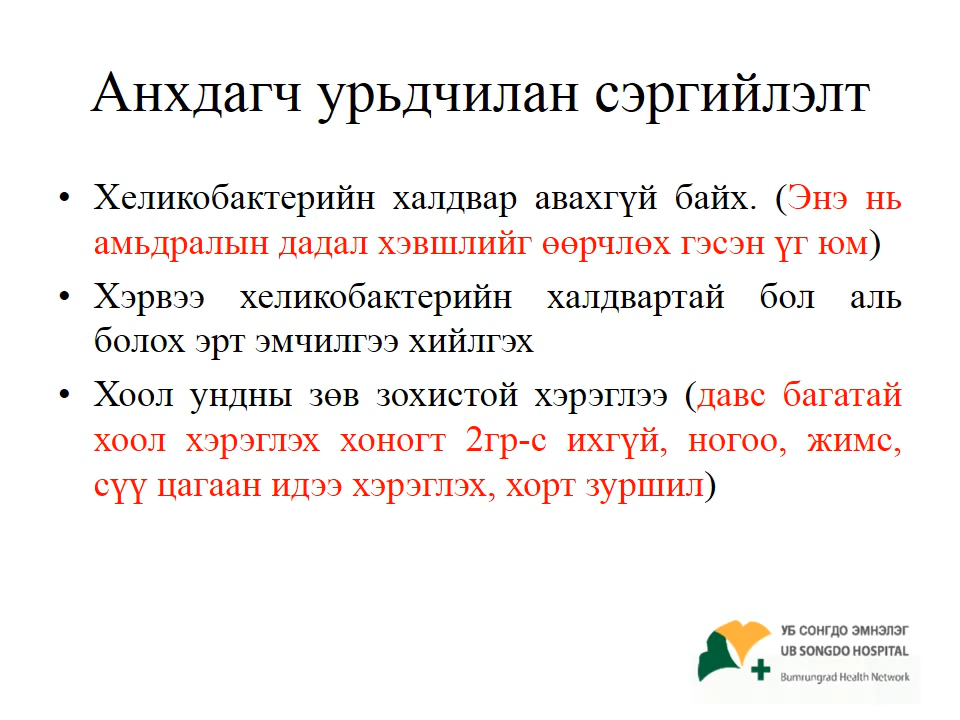 Анхдагч урьдчилан сэргийлэлт
• Хеликобактерийн халдвар авахгүй байх. (Энэ нь
амьдралын дадал хэвшлийг өөрчлөх гэсэн үг юм)
• Хэрвээ хеликобактерийн халдвартай бол аль
болох эрт эмчилгээ хийлгэх
• Хоол ундны зөв зохистой хэрэглээ (давс багатай
хоол хэрэглэх хоногт 2гр-с ихгүй, ногоо, жимс,
сүү цагаан идээ хэрэглэх, хорт зуршил)
УБ СОНГДО ЭМНЭЛЭГ
UB SONGDO HOSPITAL
Bumrungrad Health Network